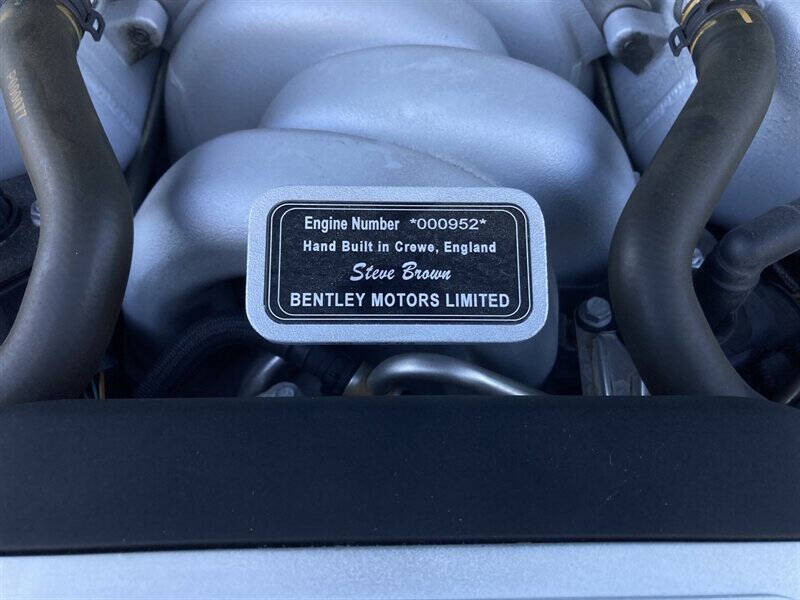 Engine Number *000952*
Hand Built in Crewe, England
Steve Brown
BENTLEY MOTORS LIMITED